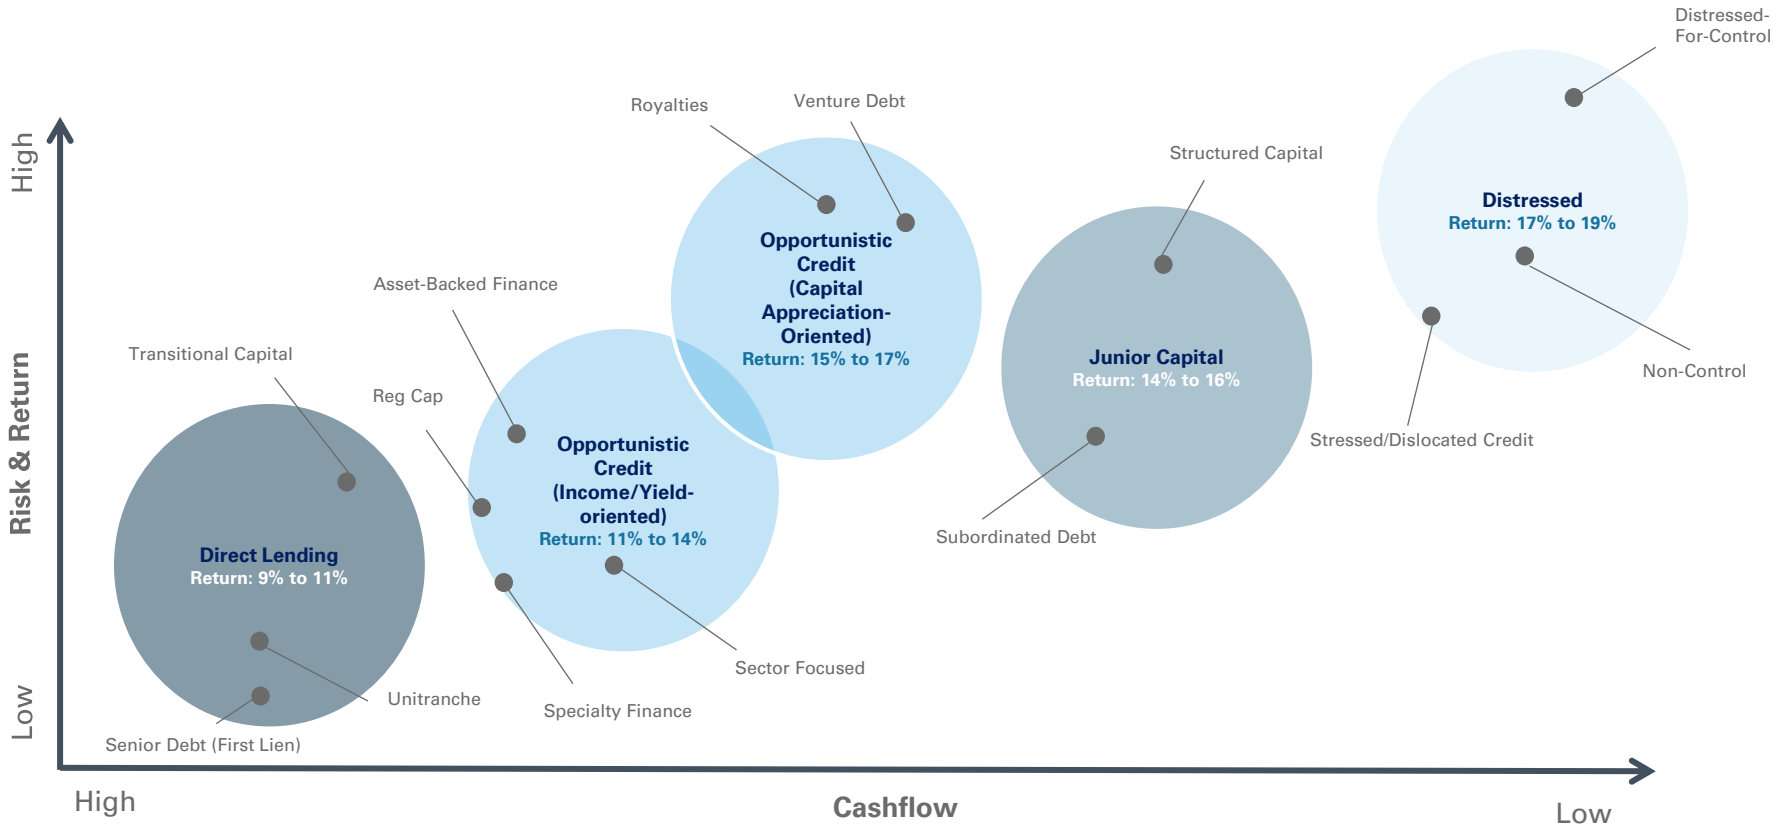 Distressed-
For-Control
Royalties
Venture Debt
Structured Capital
High
Distressed
Return: 17% to 19%
Opportunistic
Credit
(Capital
Appreciation-
Oriented)
Return: 15% to 17%
Asset-Backed Finance
Transitional Capital
Junior Capital
Return: 14% to 16%
Non-Control
Reg Cap
Stressed/Dislocated Credit
Risk & Return
Opportunistic
Credit
(Income/Yield-
oriented)
Return: 11% to 14%
Subordinated Debt
Direct Lending
Return: 9% to 11%
Sector Focused
Unitranche
Specialty Finance
Low
Senior Debt (First Lien)
High
Cashflow
Low